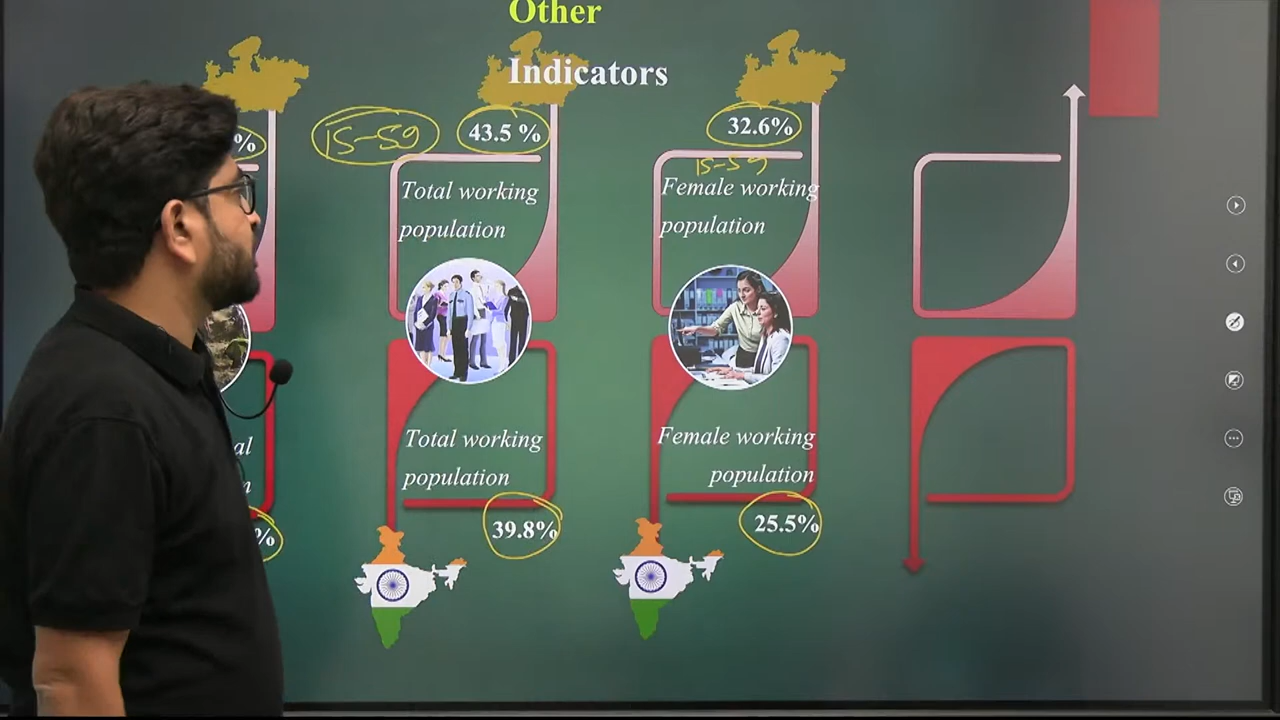 Other
Indicators
%
15-59
43.5 %
32.6%
15-59
Total working
population
Female working
population
al
n
Total working
population
Female working
population
%
39.8%
25.5%